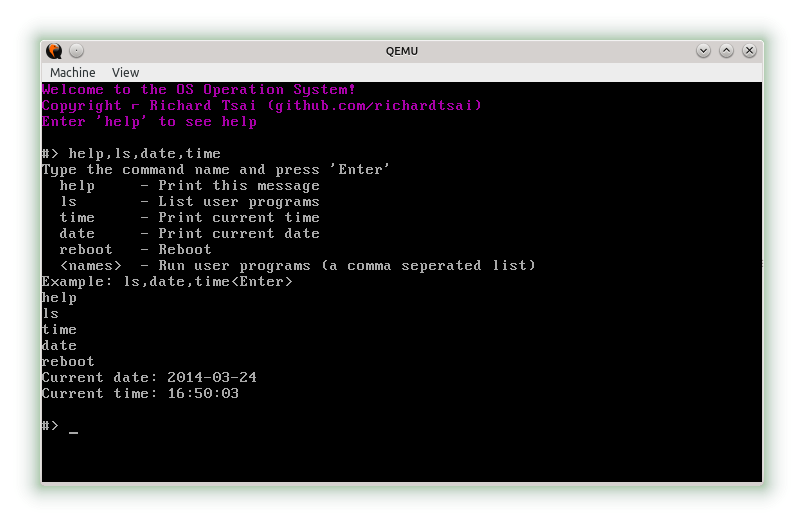 QEMU
Machine View
Welcome to the OS Operation System!
Copyright ⌐ Richard Tsai (github.com/richardtsai)
Enter 'help' to see help
#> help,ls,date,time
Type the command name and press 'Enter'
  help     - Print this message
  ls       - List user programs
  time     - Print current time
  date     - Print current date
  reboot   - Reboot
  <names>  - Run user programs (a comma seperated list)
Example: ls,date,time<Enter>
help
ls
time
date
reboot
Current date: 2014-03-24
Current time: 16:50:03
#> _